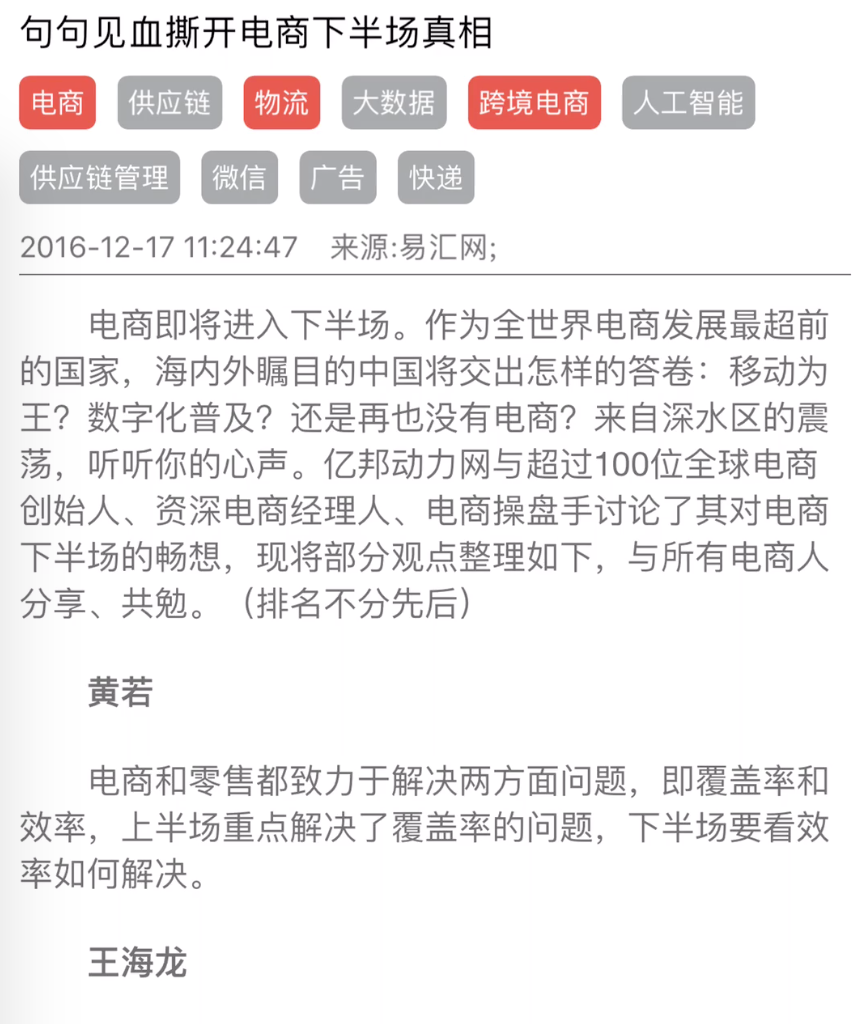 句句见血撕开电商下半场真相
电商 供应链 物流 大数据 跨境电商 人工智能
供应链管理 微信 广告 快递
2016-12-17 11:24:47 来源:易汇网;
电商即将进入下半场。作为全世界电商发展最超前
的国家，海内外瞩目的中国将交出怎样的答卷：移动为
王？数字化普及？还是再也没有电商？来自深水区的震
荡，听听你的心声。亿邦动力网与超过100位全球电商
创始人、资深电商经理人、电商操盘手讨论了其对电商
下半场的畅想，现将部分观点整理如下，与所有电商人
分享、共勉。（排名不分先后）
黄若
电商和零售都致力于解决两方面问题，即覆盖率和
效率，上半场重点解决了覆盖率的问题，下半场要看效
率如何解决。
王海龙